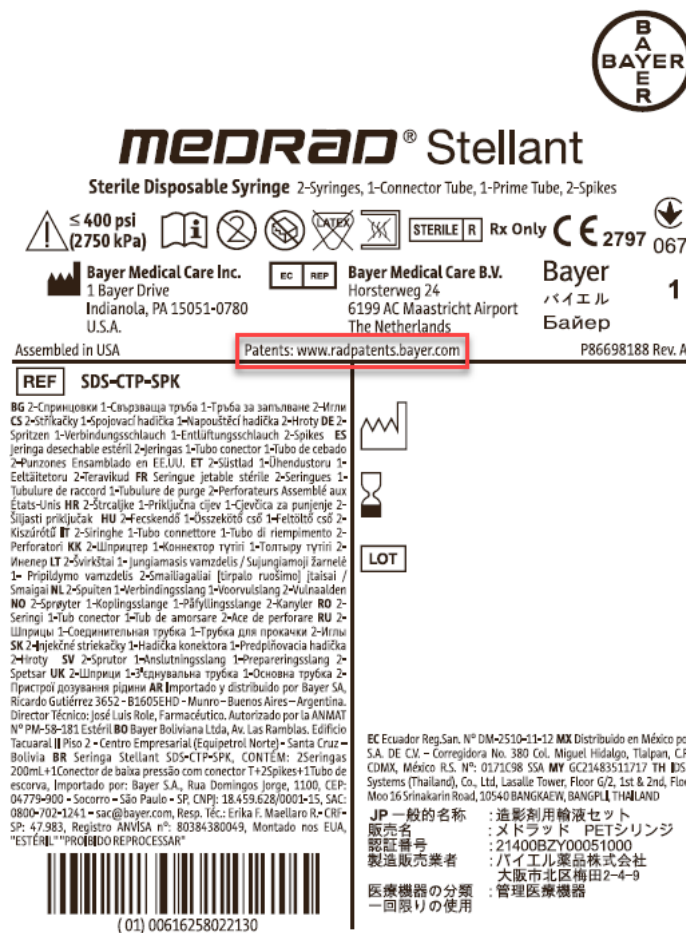 BAYER
BAYER
MEDRAD® Stellant
Sterile Disposable Syringe 2-Syringes, 1-Connector Tube, 1-Prime Tube, 2-Spikes
≤ 400 psi
(2750 kPa)
i
2
LATEX
STERILE R
Rx Only
CE 2797
067
Bayer Medical Care Inc.
1 Bayer Drive
Indianola, PA 15051-0780
U.S.A.
EC REP
Bayer Medical Care B.V.
Horsterweg 24
6199 AC Maastricht Airport
The Netherlands
Bayer
バイエル
Байер
1
Assembled in USA
Patents: www.radpatents.bayer.com
P86698188 Rev. A
REF SDS-CTP-SPK
BG 2-Спринцовки 1-Свързваща тръба 1-Тръба за запълване 2-Игли
CS 2-Stříkačky 1-Spojovací hadička 1-Napouštěcí hadička 2-Hroty DE 2-
Spritzen 1-Verbindungsschlauch 1-Entlüftungsschlauch 2-Spikes ES
Jeringa desechable estéril 2-Jeringas 1-Tubo conector 1-Tubo de cebado
2-Punzones Ensamblado en EE.UU. ET 2-Süstlad 1-Ühendustoru 1-
Eeltäitetoru 2-Teravikud FR Seringue jetable stérile 2-Seringues 1-
Tubulure de raccord 1-Tubulure de purge 2-Perforateurs Assemblé aux
États-Unis HR 2-Štrcaljke 1-Priključna cijev 1-Cjevčica za punjenje 2-
Šiljasti priključak HU 2-Fecskendő 1-Összekötő cső 1-Feltöltő cső 2-
Kiszúrótű IT 2-Siringhe 1-Tubo connettore 1-Tubo di riempimento 2-
Perforatori KK 2-Шприцтер 1-Коннектор түтігі 1-Толтыру түтігі 2-
Инелер LT 2-Švirkštai 1- Jungiamasis vamzdelis / Sujungiamoji žarnelė
1- Pripildymo vamzdelis 2-Smailiagaliai [tirpalo ruošimo] įtaisai /
Smaigai NL 2-Spuiten 1-Verbindingsslang 1-Voorvulslang 2-Vulnaalden
NO 2-Sprøyter 1-Koplingsslange 1-Påfyllingsslange 2-Kanyler RO 2-
Seringi 1-Tub conector 1-Tub de amorsare 2-Ace de perforare RU 2-
Шприцы 1-Соединительная трубка 1-Трубка для прокачки 2-Иглы
SK 2-Injekčné striekačky 1-Hadička konektora 1-Predplňovacia hadička
2-Hroty SV 2-Sprutor 1-Anslutningsslang 1-Prepareringsslang 2-
Spetsar UK 2-Шприци 1-З'єднувальна трубка 1-Основна трубка 2-
Пристрої дозування рідини AR Importado y distribuido por Bayer SA,
Ricardo Gutiérrez 3652 - B1605EHD - Munro - Buenos Aires - Argentina.
Director Técnico: José Luis Role, Farmacéutico. Autorizado por la ANMAT
N° PM-58-181 Estéril BO Bayer Boliviana Ltda, Av. Las Ramblas. Edificio
Tacuaral II Piso 2 - Centro Empresarial (Equipetrol Norte) - Santa Cruz -
Bolivia BR Seringa Stellant SDS-CTP-SPK, CONTÉM: 2Seringas
200mL+1Conector de baixa pressão com conector T+2Spikes+1Tubo de
escorva, Importado por: Bayer S.A., Rua Domingos Jorge, 1100, CEP:
04779-900 - Socorro - São Paulo - SP, CNPJ: 18.459.628/0001-15, SAC:
0800-702-1241 - sac@bayer.com, Resp. Téc.: Erika F. Maellaro R.- CRF-
SP: 47.983, Registro ANVISA nº: 80384380049, Montado nos EUA,
"ESTÉRIL" "PROIBIDO REPROCESSAR"
( 01) 00616258022130
LOT
EC Ecuador Reg.San. N° DM-2510-11-12 MX Distribuido en México po
S.A. DE C.V. – Corregidora No. 380 Col. Miguel Hidalgo, Tlalpan, C.P
CDMX, México R.S. N°: 0171C98 SSA MY GC21483511717 TH IDS
Systems (Thailand), Co., Ltd, Lasalle Tower, Floor G/2, 1st & 2nd, Floo
Moo 16 Srinakarin Road, 10540 BANGKAEW, BANGPLI, THAILAND
JP 一般的名称 : 造影剤用輸液セット
販売名 : メドラッド PETシリンジ
認証番号 : 21400BZY00051000
製造販売業者 : バイエル薬品株式会社
大阪市北区梅田2-4-9
医療機器の分類 : 管理医療機器
一回限りの使用